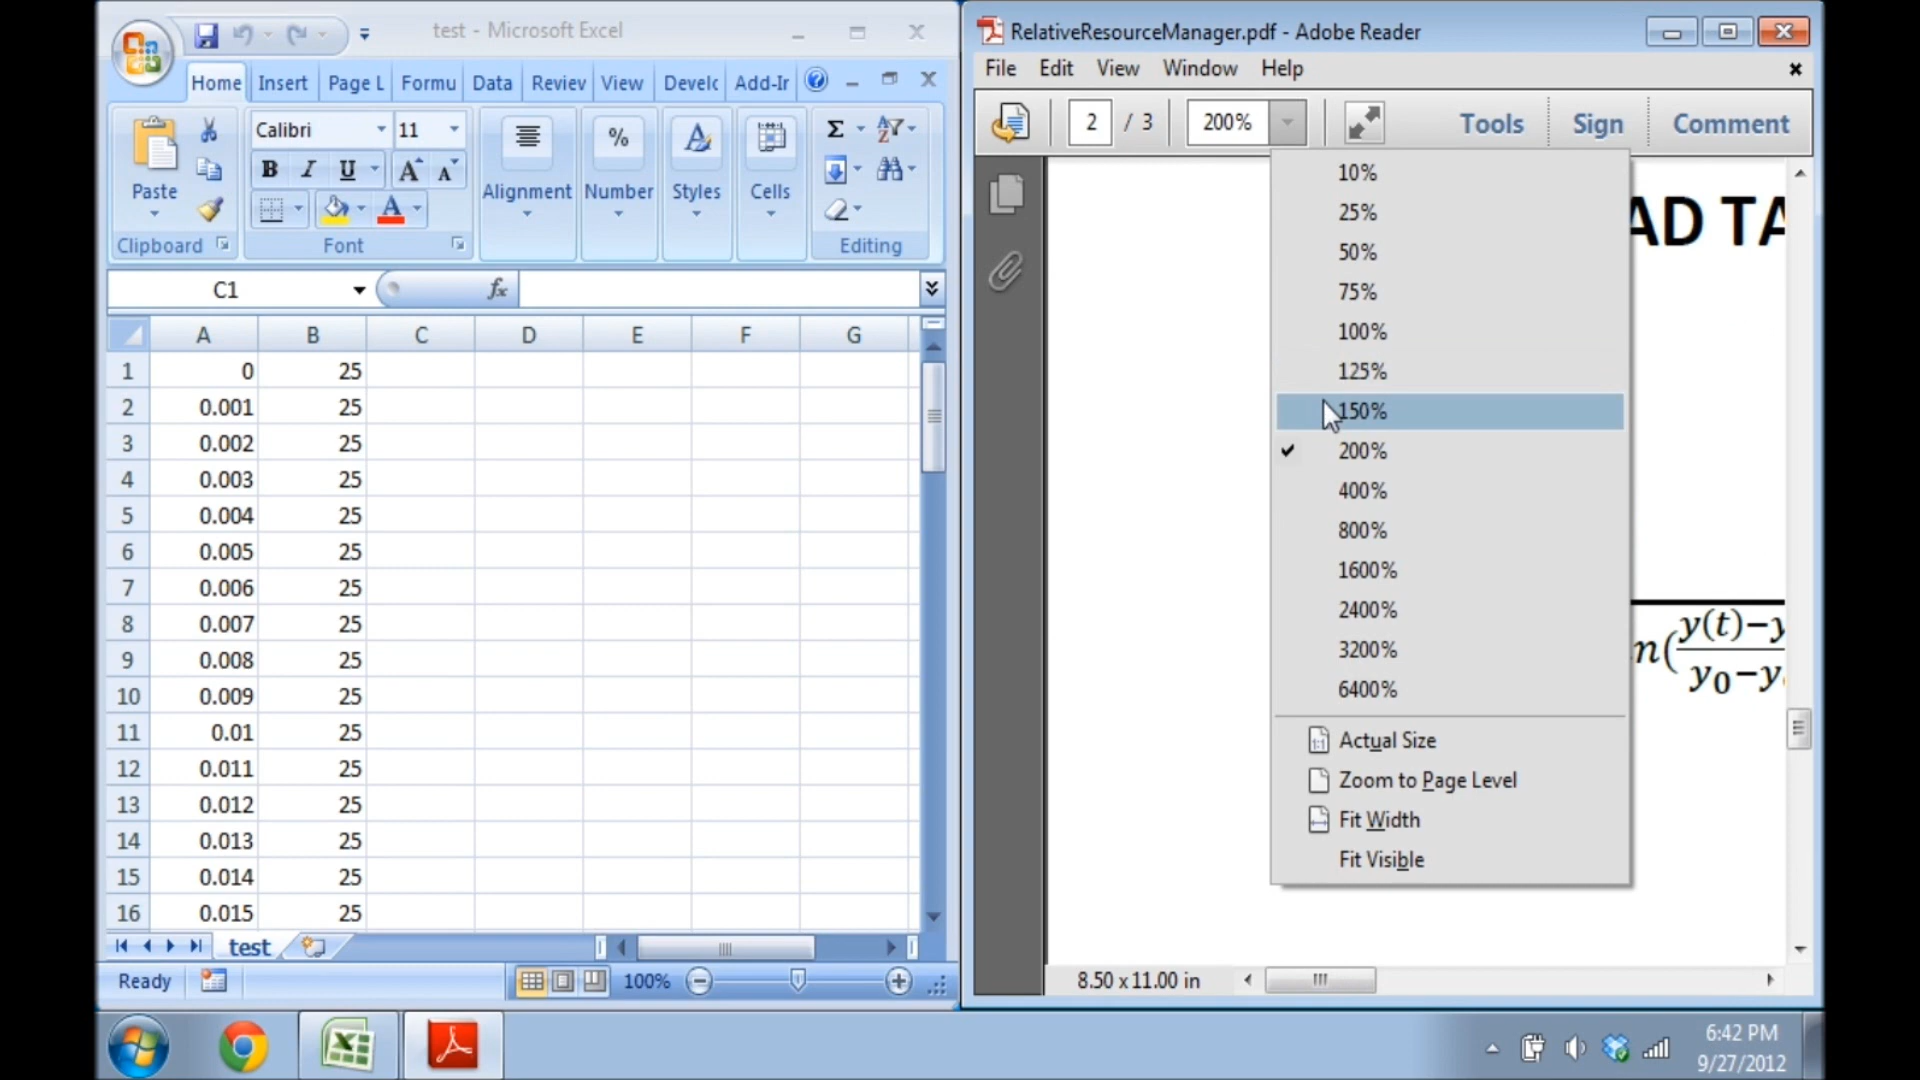 test - Microsoft Excel
Home Insert Page L Formu Data Review View Develc Add-Ir
Paste
Calibri 11
B I U A A
A
Alignment
%
Number
A
Styles
Cells
Σ
Clipboard Font Editing
C1 fx
A B C D E F G
1 0 25
2 0.001 25
3 0.002 25
4 0.003 25
5 0.004 25
6 0.005 25
7 0.006 25
8 0.007 25
9 0.008 25
10 0.009 25
11 0.01 25
12 0.011 25
13 0.012 25
14 0.013 25
15 0.014 25
16 0.015 25
test
Ready 100%
RelativeResourceManager.pdf - Adobe Reader
File Edit View Window Help
2 / 3 200% Tools Sign Comment
10%
25%
50%
75%
100%
125%
150%
200%
400%
800%
1600%
2400%
3200%
6400%
Actual Size
Zoom to Page Level
Fit Width
Fit Visible
AD TA
n(y(t)−y
y₀−y
8.50 x 11.00 in
6:42 PM
9/27/2012